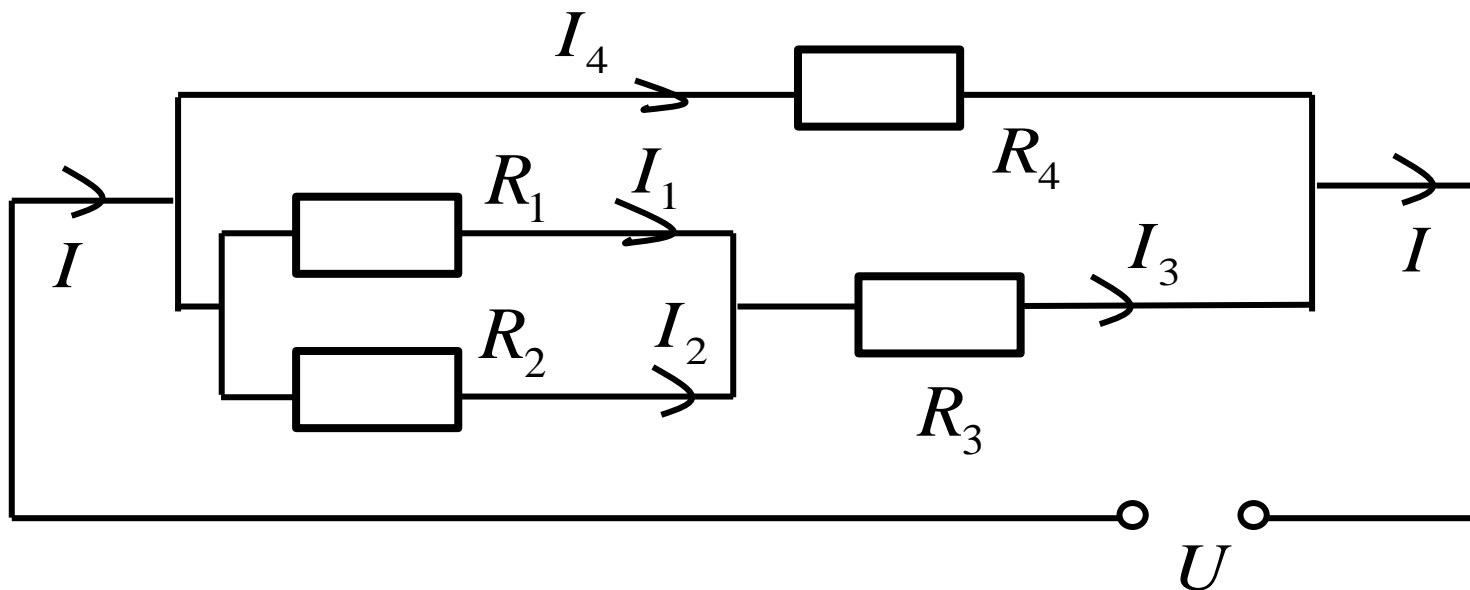 I₄
R₄
R₁ I₁
I
I₃
I
R₂ I₂
R₃
U